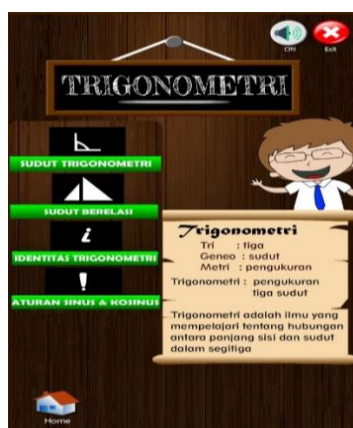 ON
Exit
TRIGONOMETRI
SUDUT TRIGONOMETRI
SUDUT BERELASI
i
IDENTITAS TRIGONOMETRI
!
ATURAN SINUS & KOSINUS
Trigonometri
Tri : tiga
Geneo : sudut
Metri : pengukuran
Trigonometri : pengukuran
tiga sudut
Trigonometri adalah ilmu yang
mempelajari tentang hubungan
antara panjang sisi dan sudut
dalam segitiga
Home